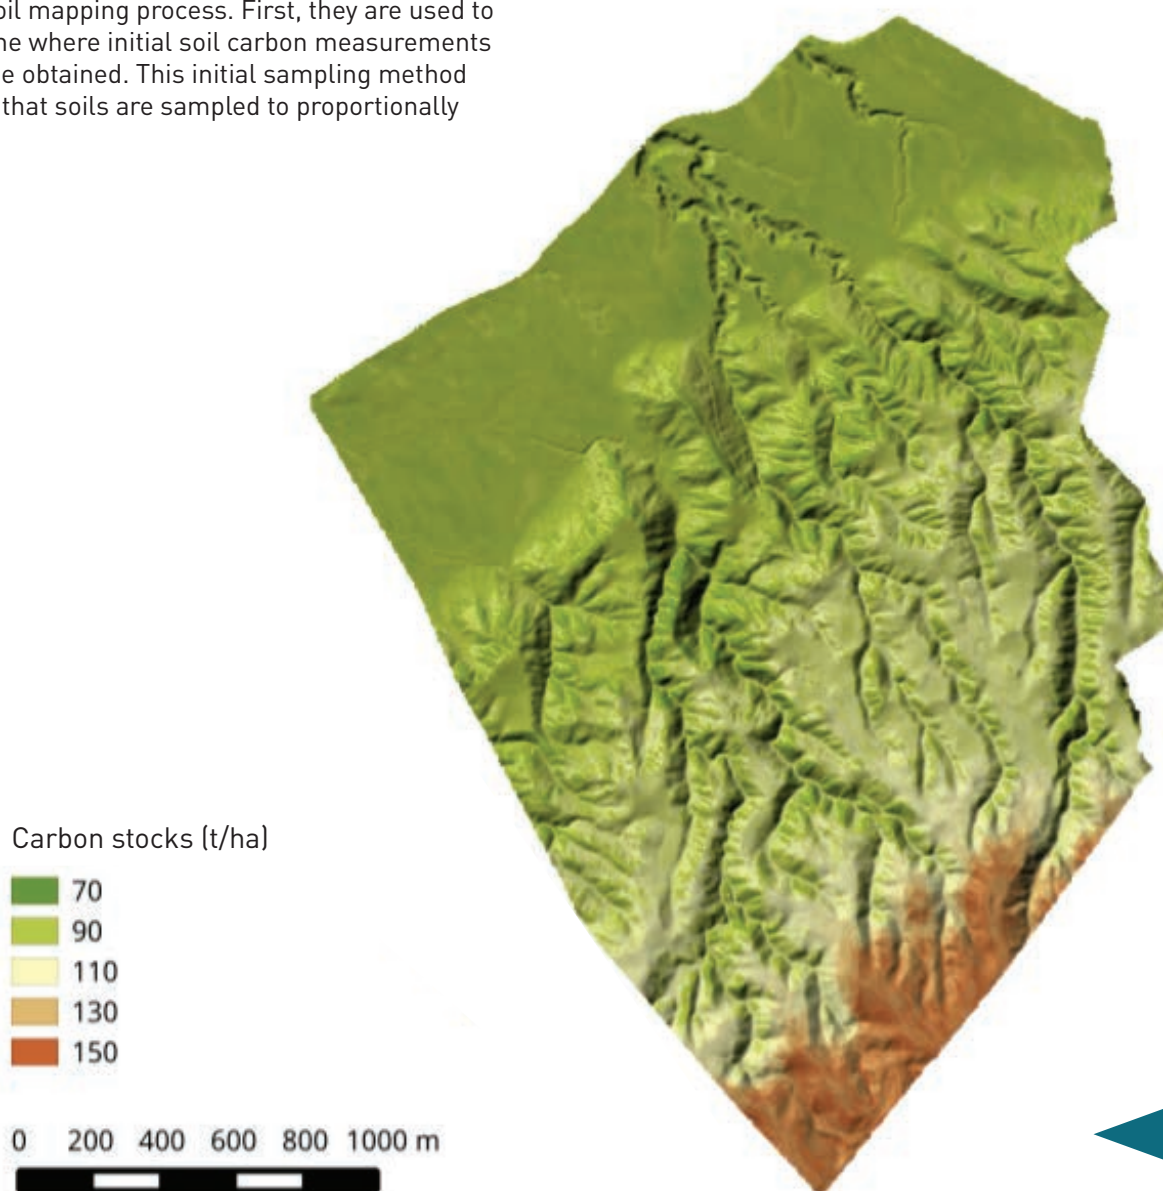 oil mapping process. First, they are used to
ne where initial soil carbon measurements
e obtained. This initial sampling method
that soils are sampled to proportionally
Carbon stocks (t/ha)
70
90
110
130
150
0 200 400 600 800 1000 m